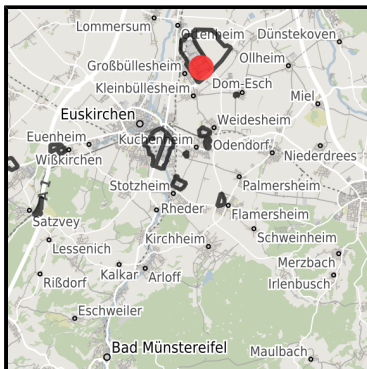 Lommersum
Ottenheim
Dünstekoven
Großbüllesheim
Ollheim
Kleinbüllesheim
Dom-Esch
Miel
Euskirchen
Weidesheim
Euenheim
Kuchenheim
Odendorf
Wißkirchen
Niederdrees
Stotzheim
Palmersheim
Rheder
Flamersheim
Satzvey
Lessenich
Kirchheim
Schweinheim
Merzbach
Kalkar
Arloff
Rißdorf
Irlenbusch
Eschweiler
Bad Münstereifel
Maulbach